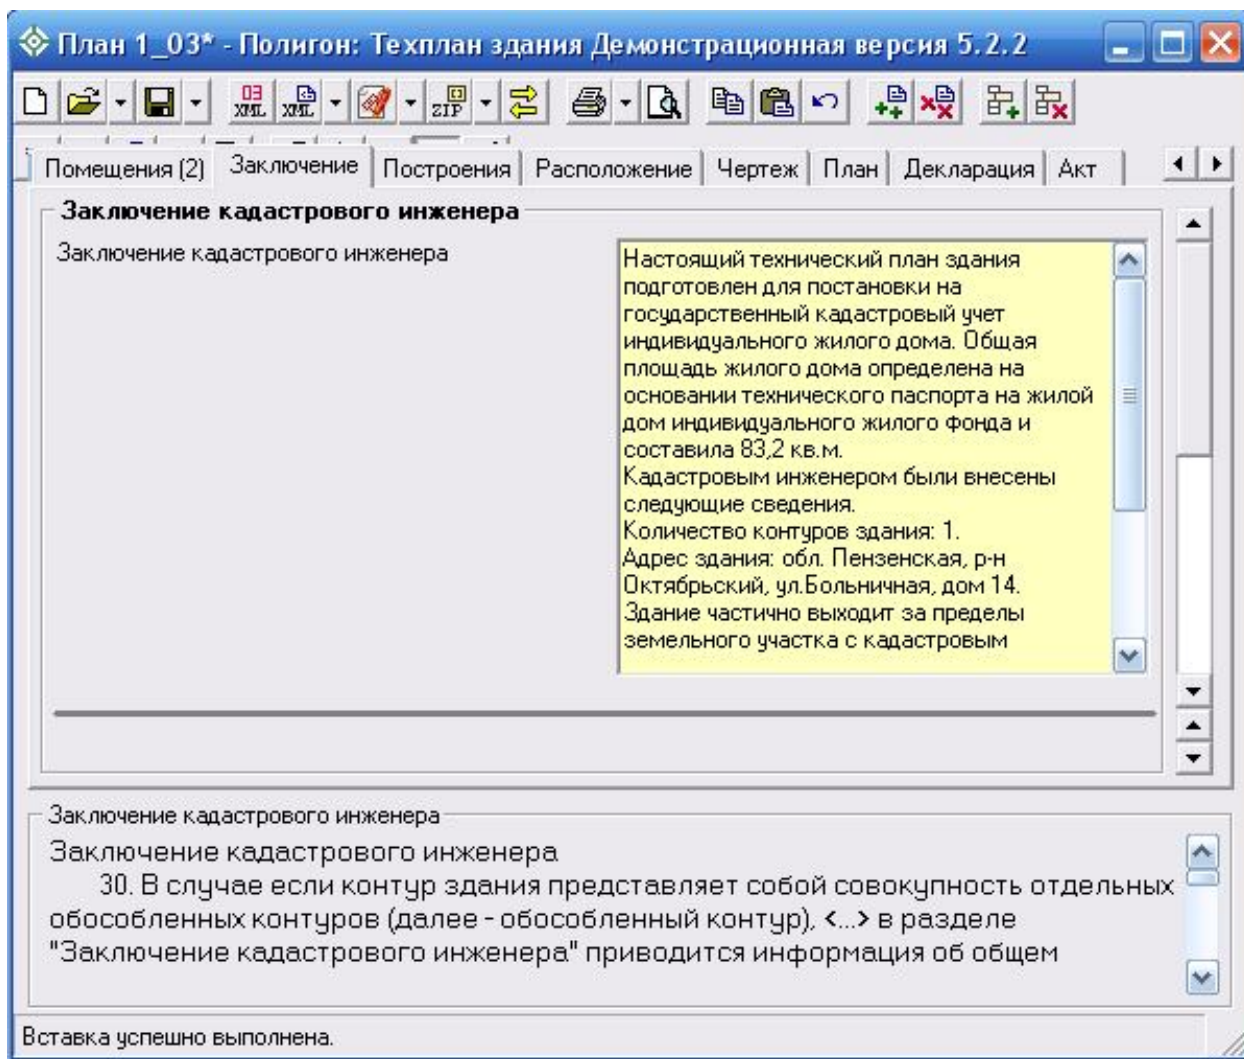 План 1_03* - Полигон: Техплан здания Демонстрационная версия 5.2.2
03 XML XML ZIP
Помещения (2) Заключение Построения Расположение Чертеж План Декларация Акт
Заключение кадастрового инженера
Заключение кадастрового инженера
Настоящий технический план здания
подготовлен для постановки на
государственный кадастровый учет
индивидуального жилого дома. Общая
площадь жилого дома определена на
основании технического паспорта на жилой
дом индивидуального жилого фонда и
составила 83,2 кв.м.
Кадастровым инженером были внесены
следующие сведения.
Количество контуров здания: 1.
Адрес здания: обл. Пензенская, р-н
Октябрьский, ул.Больничная, дом 14.
Здание частично выходит за пределы
земельного участка с кадастровым
Заключение кадастрового инженера
Заключение кадастрового инженера
30. В случае если контур здания представляет собой совокупность отдельных
обособленных контуров (далее - обособленный контур), <...> в разделе
"Заключение кадастрового инженера" приводится информация об общем
Вставка успешно выполнена.